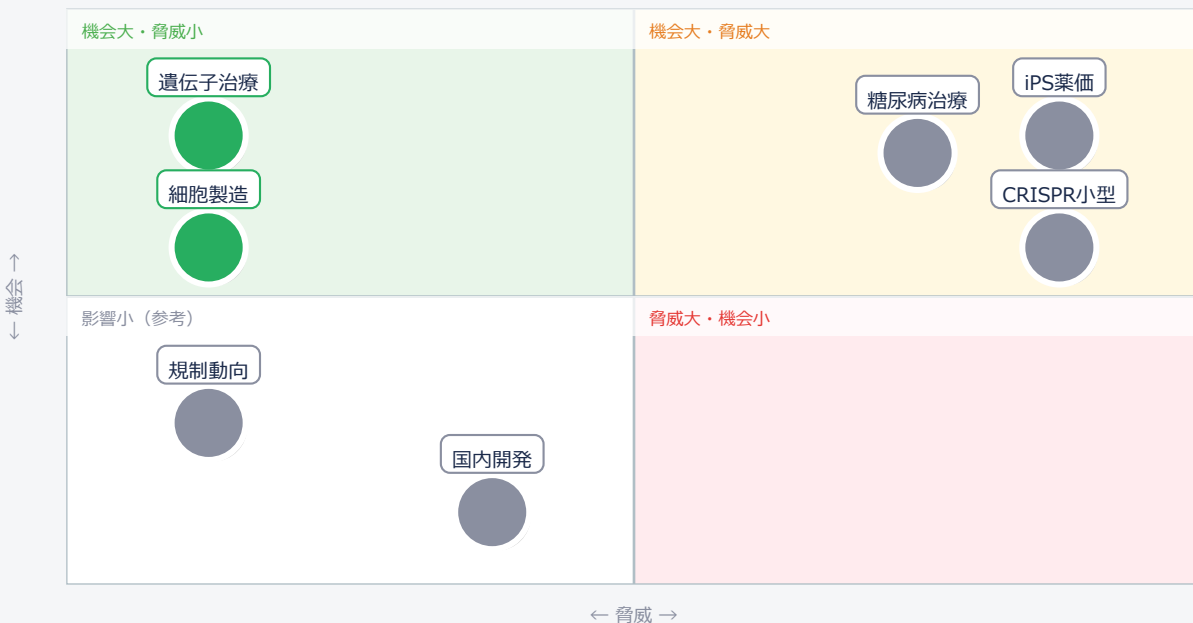 機会大・脅威小
機会大・脅威大
遺伝子治療
iPS薬価
糖尿病治療
細胞製造
CRISPR小型
← 機会 →
影響小（参考）
脅威大・機会小
規制動向
国内開発
← 脅威 →